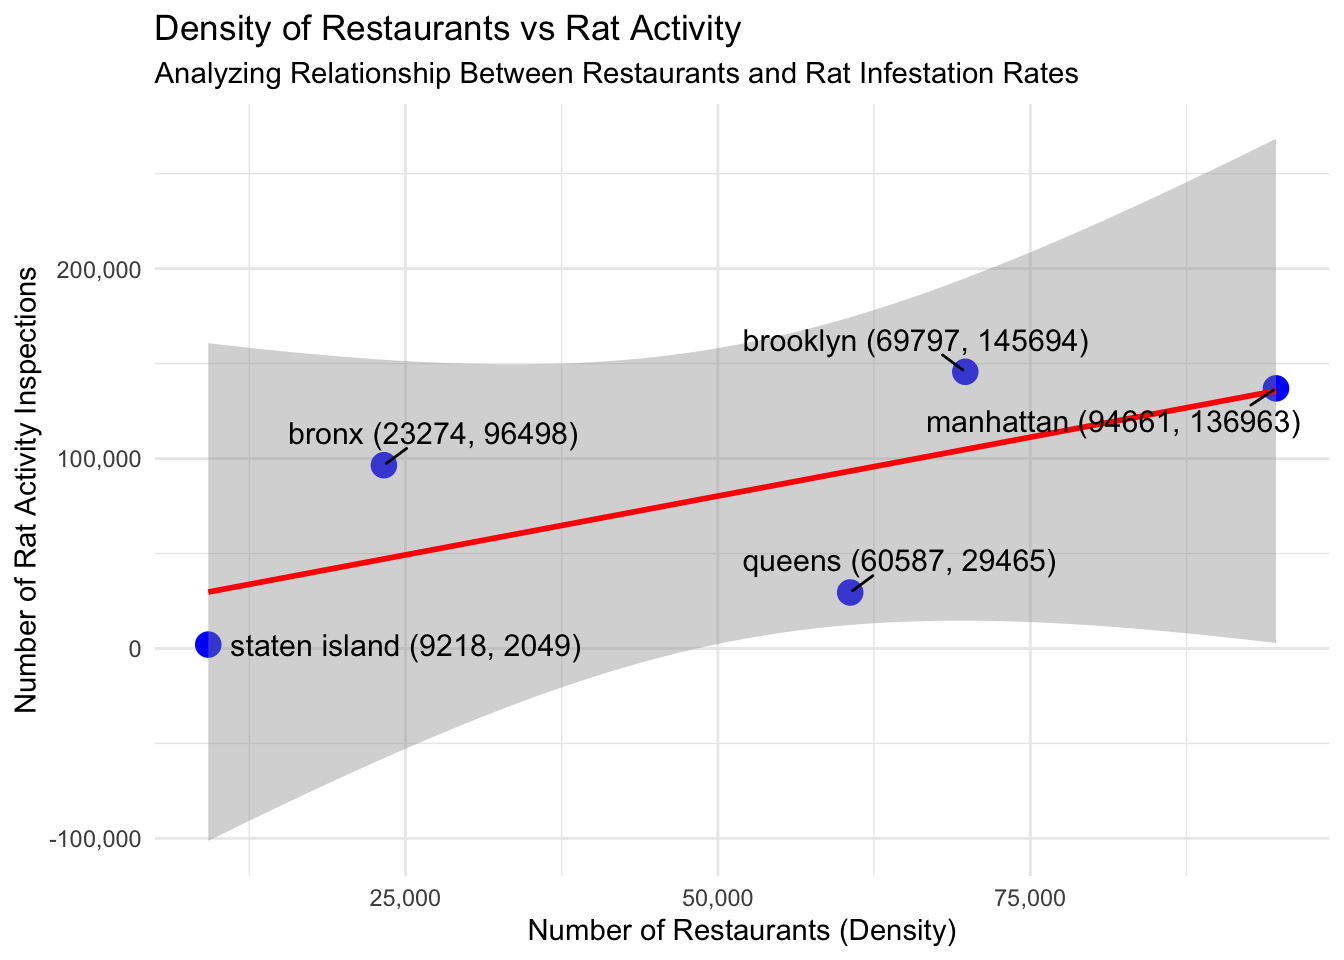 Density of Restaurants vs Rat Activity
Analyzing Relationship Between Restaurants and Rat Infestation Rates
Number of Rat Activity Inspections
200,000
100,000
0
-100,000
brooklyn (69797, 145694)
manhattan (94661, 136963)
bronx (23274, 96498)
queens (60587, 29465)
staten island (9218, 2049)
25,000
50,000
75,000
Number of Restaurants (Density)